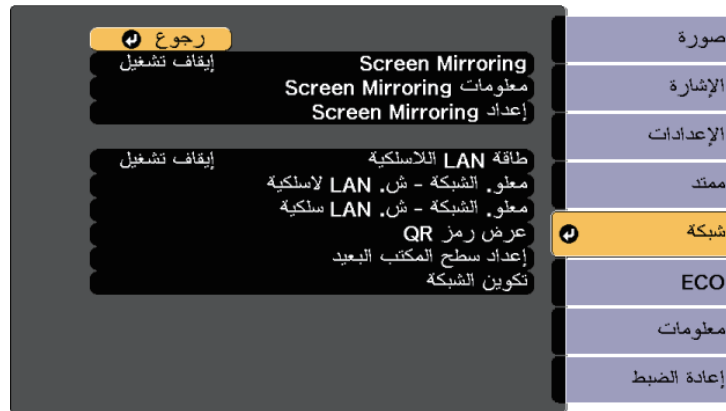 صورة
الإشارة
الإعدادات
ممتد
شبكة
ECO
معلومات
إعادة الضبط
رجوع
Screen Mirroring إيقاف تشغيل
معلومات Screen Mirroring
إعداد Screen Mirroring
طاقة LAN اللاسلكية إيقاف تشغيل
معلو. الشبكة - ش. LAN لاسلكية
معلو. الشبكة - ش. LAN سلكية
عرض رمز QR
إعداد سطح المكتب البعيد
تكوين الشبكة